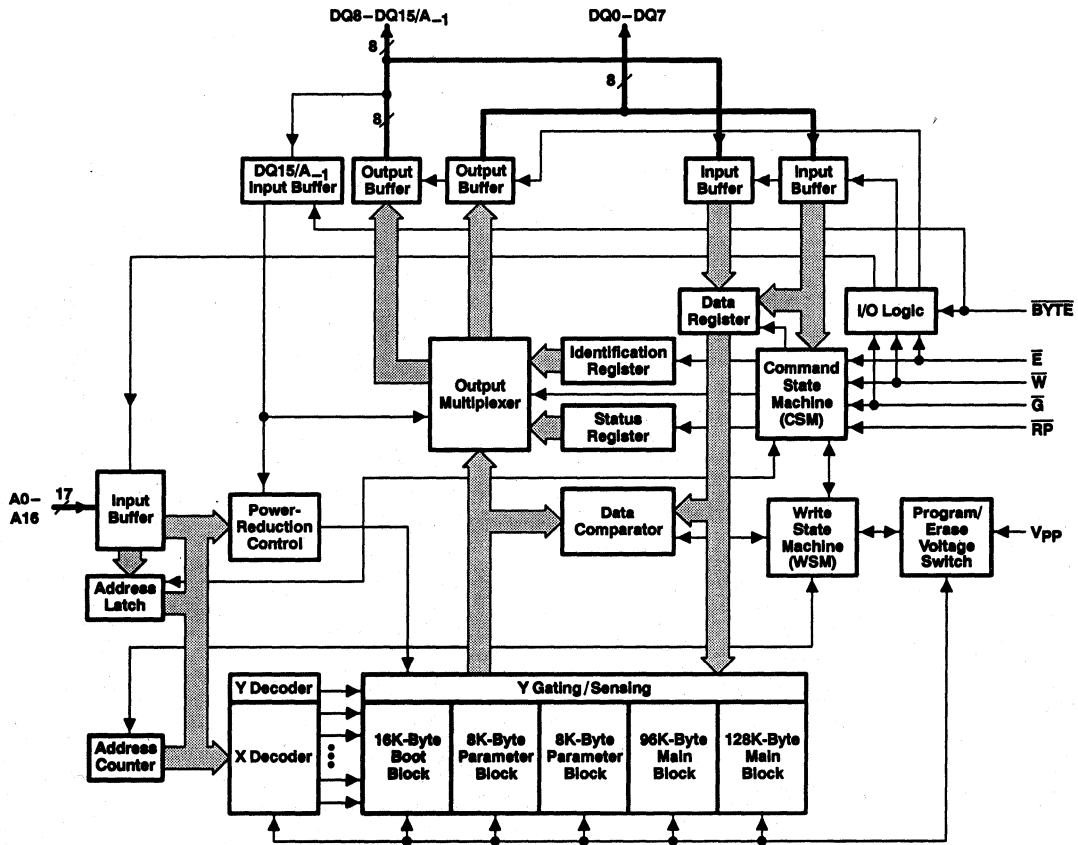 DQ8–DQ15/A–1
DQ0–DQ7
8
8
8
DQ15/A–1
Input Buffer
Output
Buffer
Output
Buffer
Input
Buffer
Input
Buffer
Data
Register
I/O Logic
BYTE
Identification
Register
Output
Multiplexer
Status
Register
Command
State
Machine
(CSM)
E
W
G
RP
A0–
A16
17
Input
Buffer
Power-
Reduction
Control
Data
Comparator
Write
State
Machine
(WSM)
Program/
Erase
Voltage
Switch
VPP
Address
Latch
Address
Counter
Y Decoder
X Decoder
Y Gating/Sensing
16K-Byte
Boot
Block
8K-Byte
Parameter
Block
8K-Byte
Parameter
Block
96K-Byte
Main
Block
128K-Byte
Main
Block